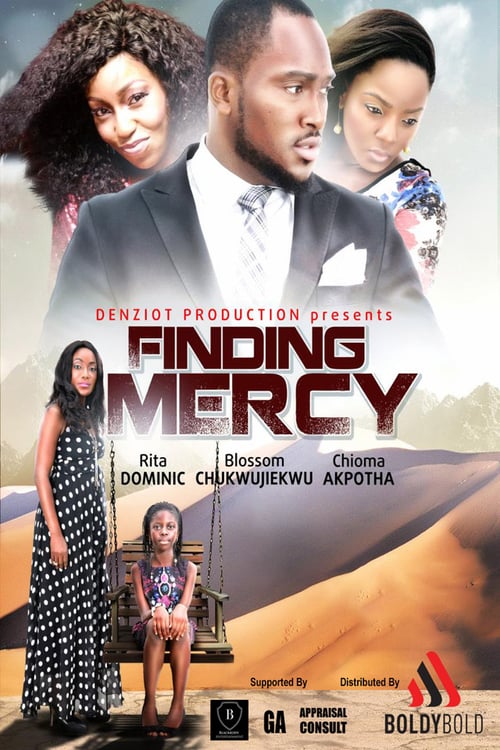 DENZIOT PRODUCTION presents
FINDING
MERCY
Rita Blossom Chioma
DOMINIC CHUKWUJIEKWU AKPOTHA
Supported By Distributed By
B
GA APPRAISAL
CONSULT
BOLDYBOLD